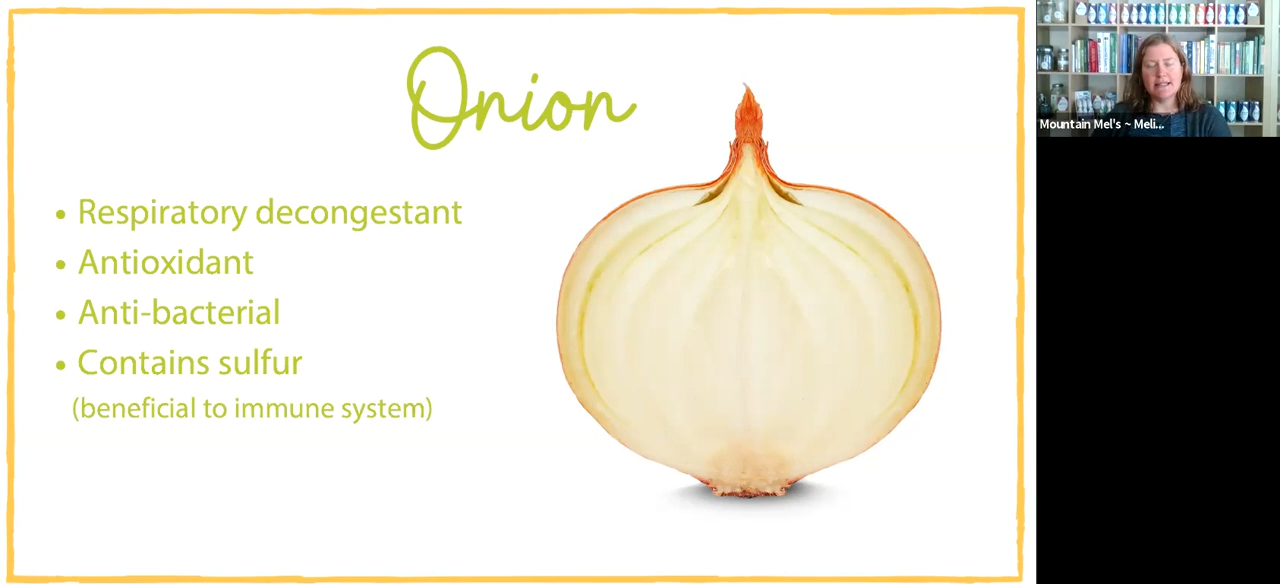 Onion
• Respiratory decongestant
• Antioxidant
• Anti-bacterial
• Contains sulfur
(beneficial to immune system)
Mountain Mel's ~ Meli...